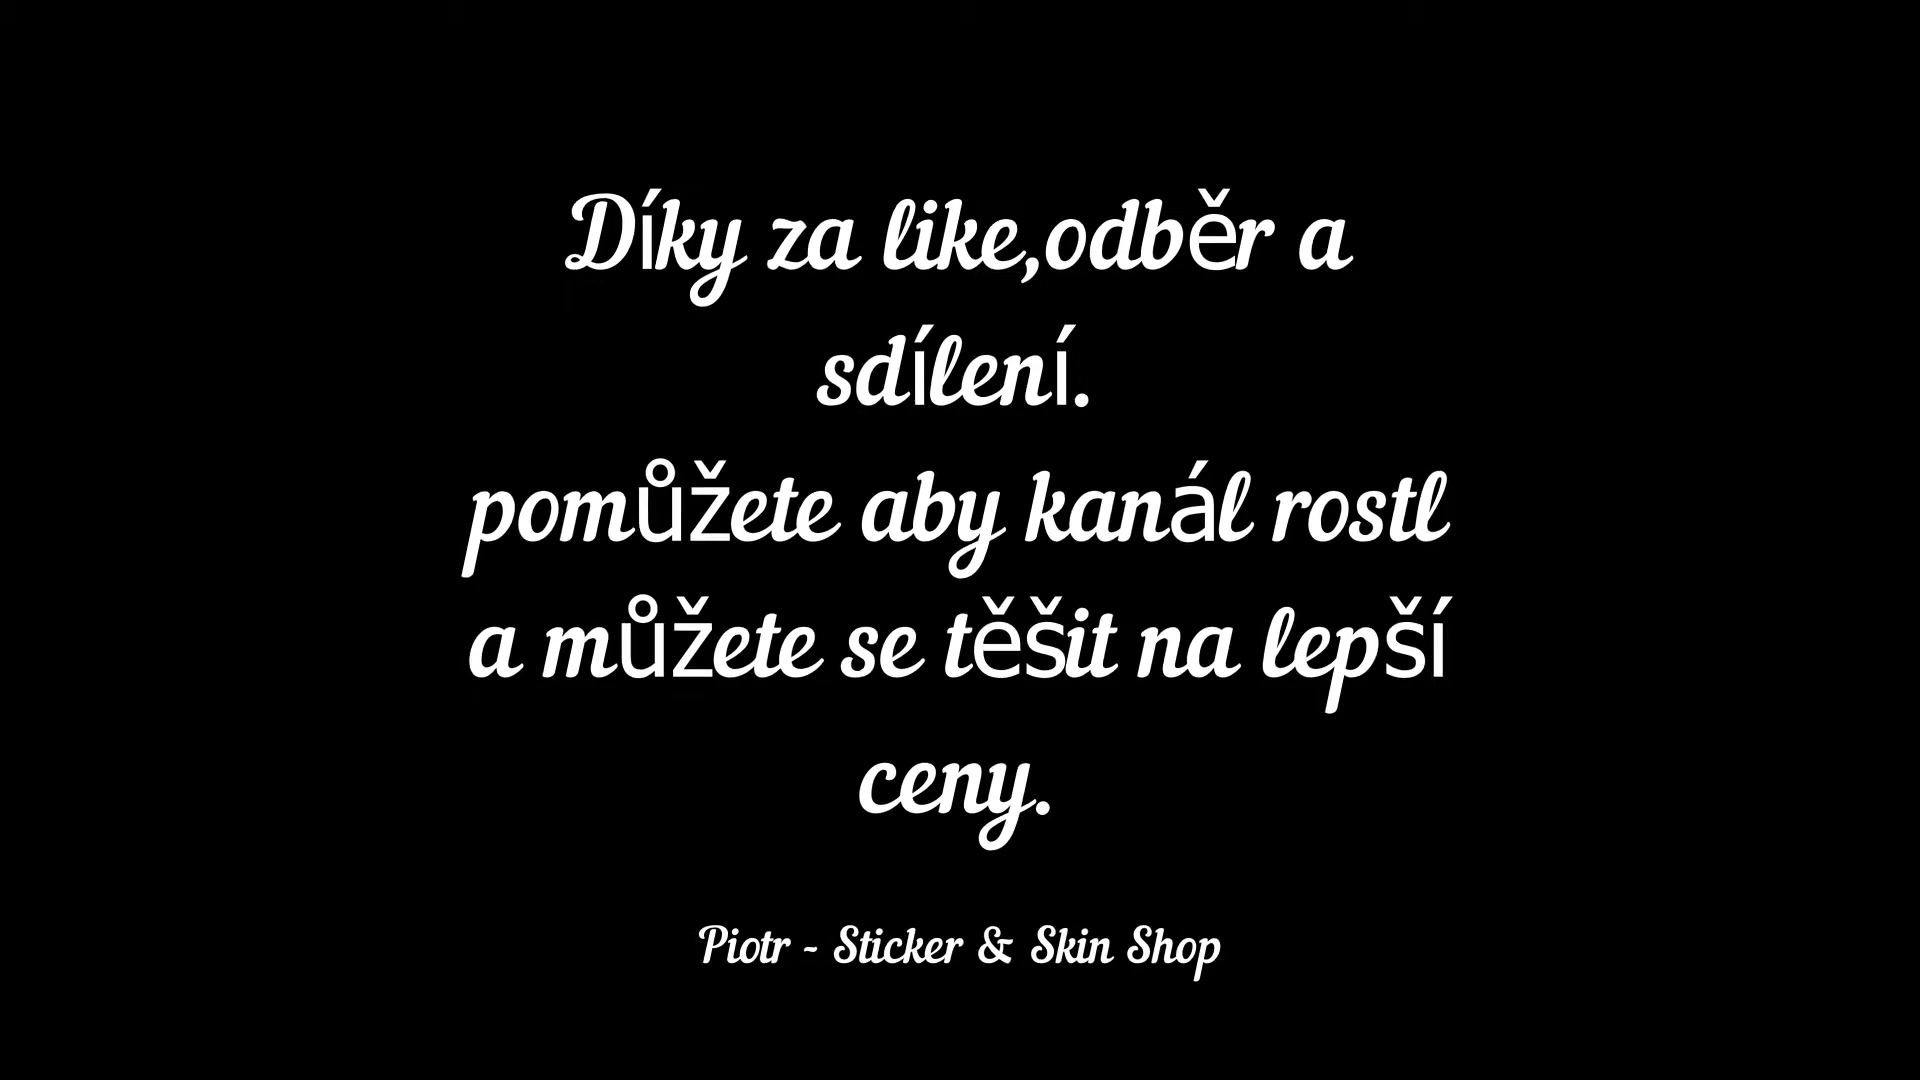 Díky za like,odběr a
sdílení.
pomůžete aby kanál rostl
a můžete se těšit na lepší
ceny.
Piotr - Sticker & Skin Shop